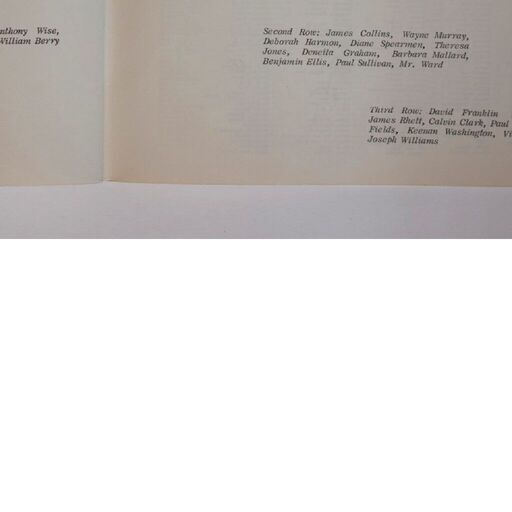 nthony Wise,
William Berry
Second Row: James Collins, Wayne Murray,
Deborah Harmon, Diane Spearmen, Theresa
Jones, Deneila Graham, Barbara Mallard,
Benjamin Ellis, Paul Sullivan, Mr. Ward
Third Row: David Franklin
James Rhett, Calvin Clark, Paul
Fields, Keenan Washington, Vi
Joseph Williams